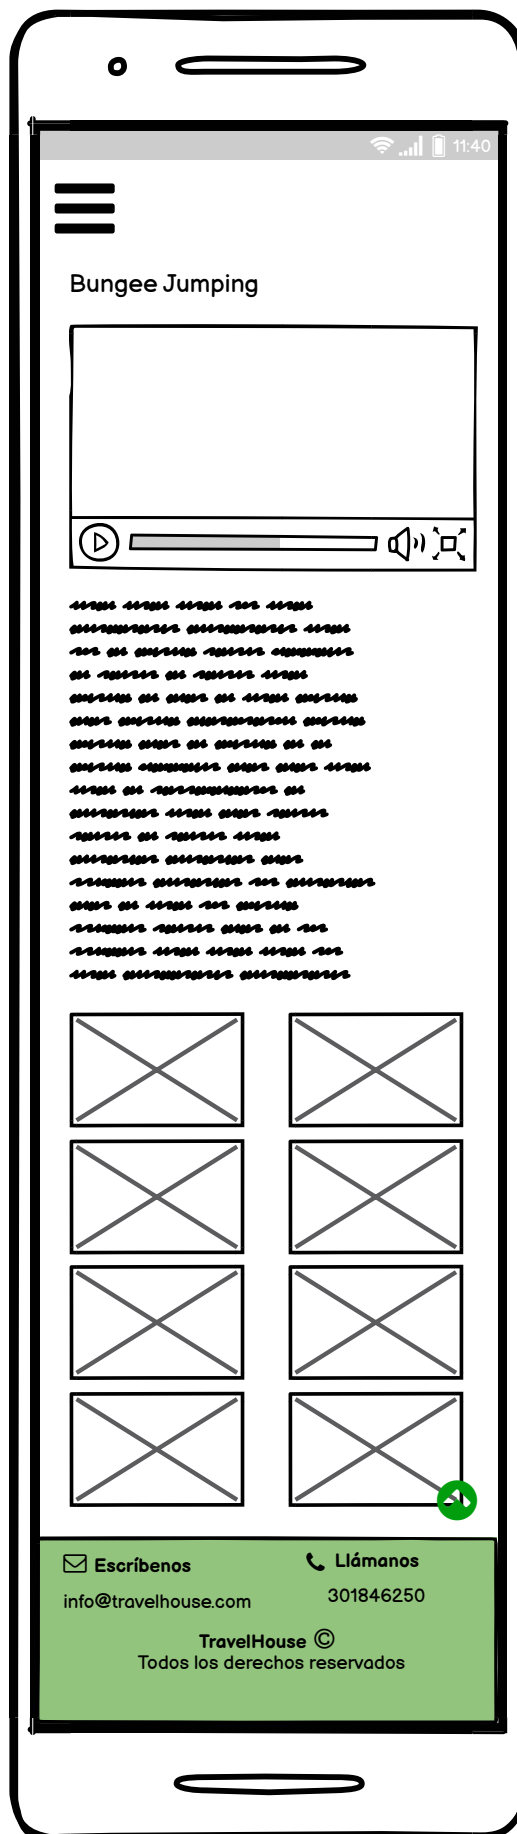 11:40
Bungee Jumping
Escríbenos
Llámanos
info@travelhouse.com
301846250
TravelHouse ©
Todos los derechos reservados